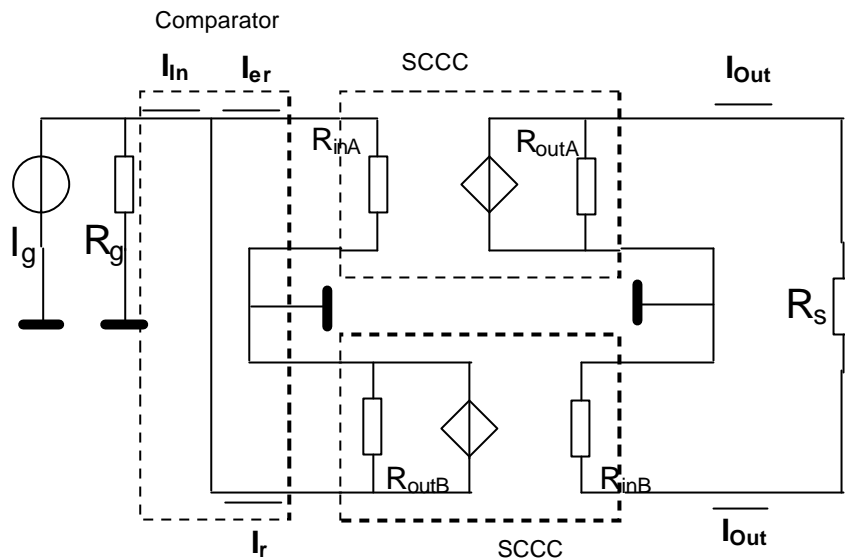 Comparator
I_In I_er SCCC I_Out
R_inA R_outA
I_g R_g R_s
R_outB R_inB
I_r SCCC I_Out